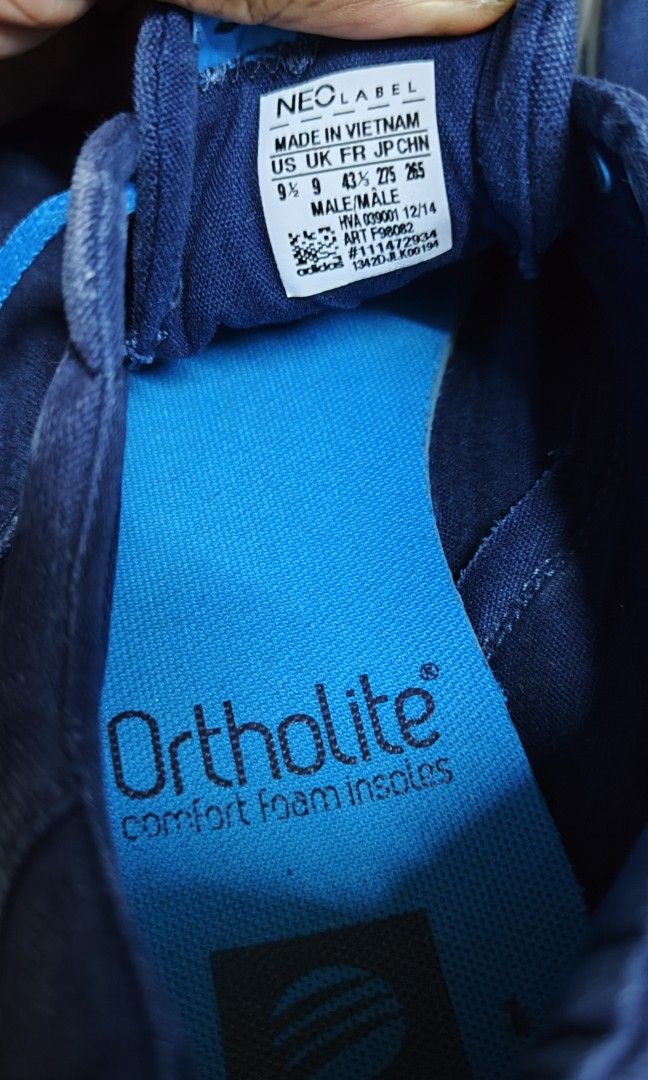 NEO LABEL
MADE IN VIETNAM
US UK FR JP CHN
9½ 9 43⅓ 275 265
MALE/MÂLE
HVA 039001 12/14
ART F98082
#111472934
adidas 1342DJLK00194
Ortholite®
comfort foam insoles